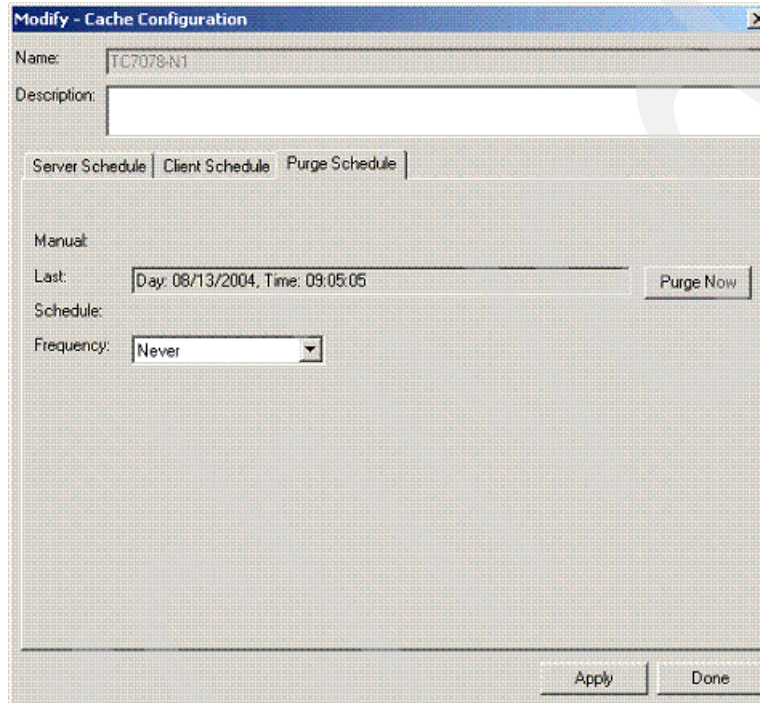 Modify - Cache Configuration
Name: TC7078-N1
Description:
Server Schedule Client Schedule Purge Schedule
Manual:
Last: Day: 08/13/2004, Time: 09:05:05 Purge Now
Schedule:
Frequency: Never
Apply Done